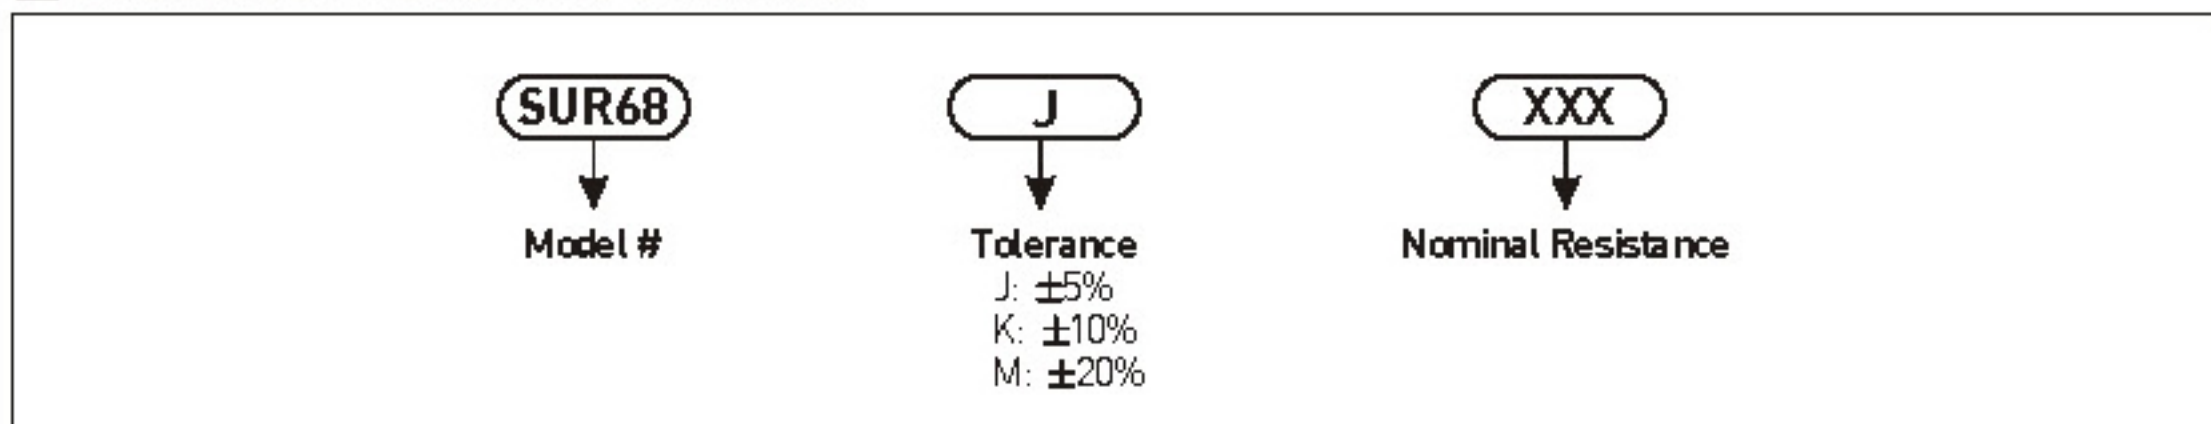 SUR68 J XXX
Model # Tolerance Nominal Resistance
J: ±5%
K: ±10%
M: ±20%